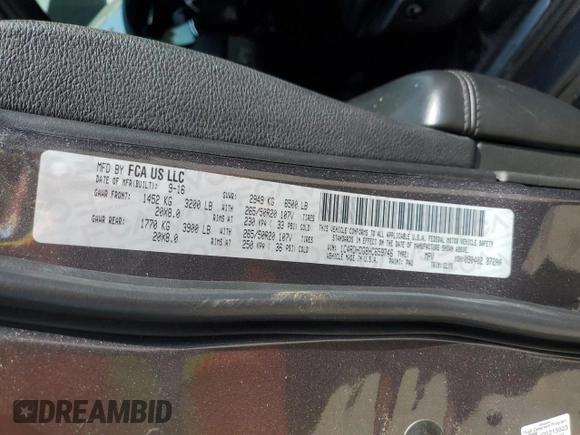 MFD BY FCA US LLC
DATE OF MFR(BUILT): 9-16
GVWR: 2949 KG 6500 LB
GAWR FRONT: 1452 KG 3200 LB WITH 265/50R20 107V TIRES
20X8.0 RIMS AT 230 KPA / 33 PSI COLD
GAWR REAR: 1770 KG 3900 LB WITH 265/50R20 107V TIRES
20X8.0 RIMS AT 250 KPA / 36 PSI COLD
THIS VEHICLE CONFORMS TO ALL APPLICABLE U.S.A. FEDERAL MOTOR VEHICLE SAFETY
STANDARDS IN EFFECT ON THE DATE OF MANUFACTURE SHOWN ABOVE.
VIN: TYPE: MPV
VEHICLE MADE IN U.S.A. PAINT: TRIM:
DREAMBID